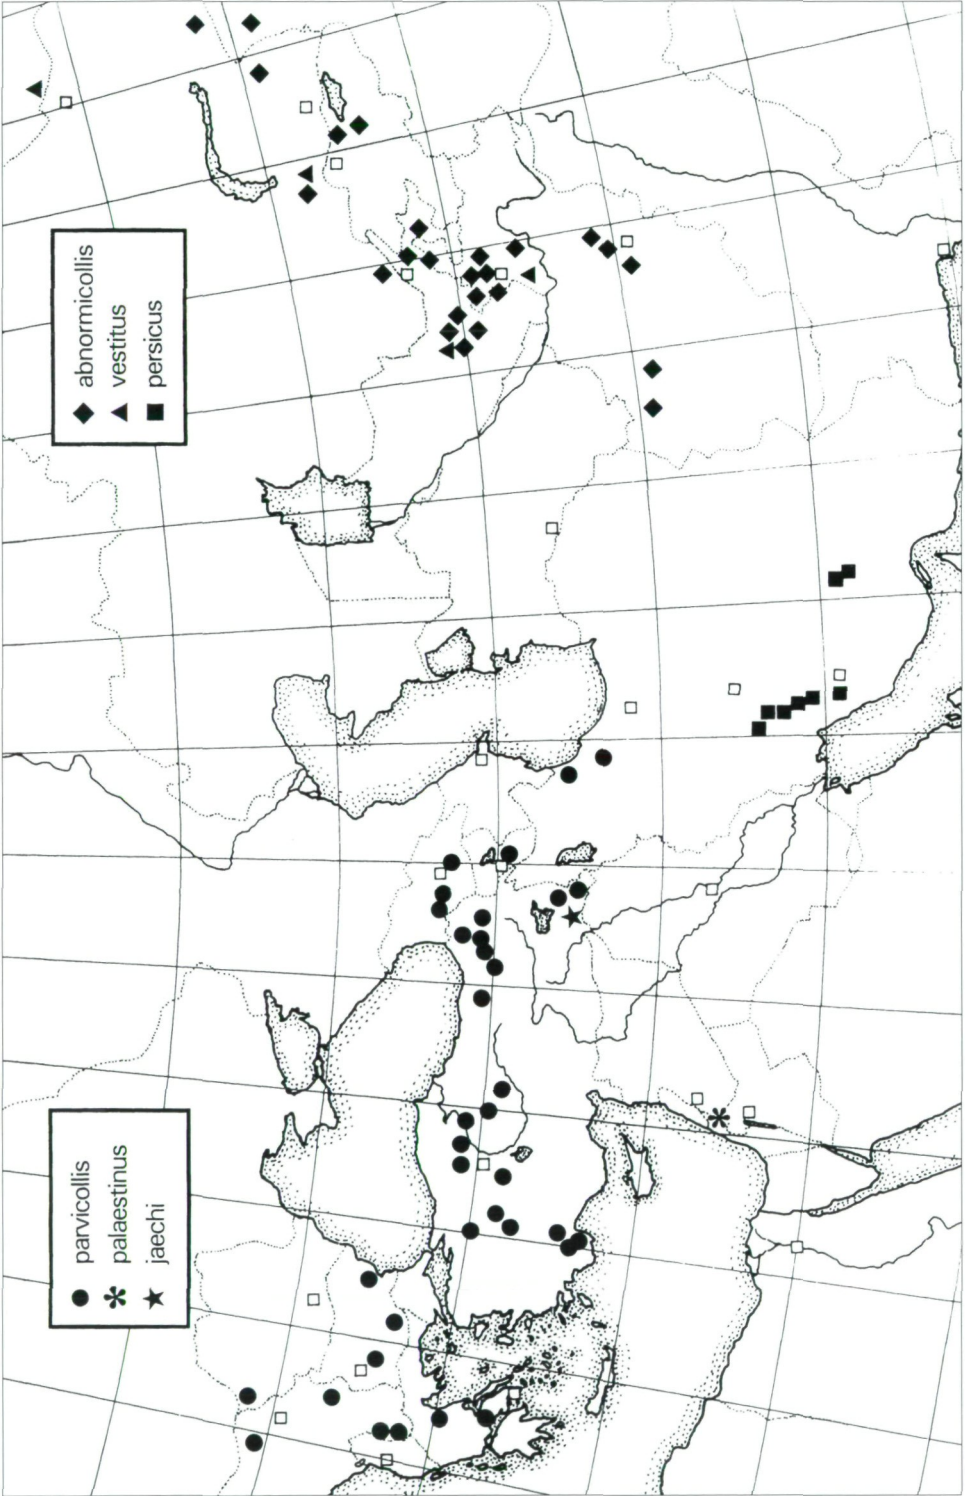 parvicollis
palaestinus
jaechi
abnormicollis
vestitus
persicus